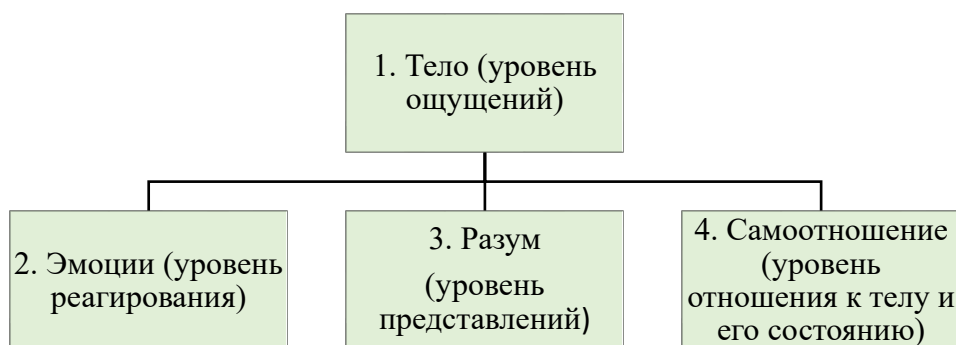 1. Тело (уровень
ощущений)
2. Эмоции (уровень
реагирования)
3. Разум
(уровень
представлений)
4. Самоотношение
(уровень
отношения к телу и
его состоянию)